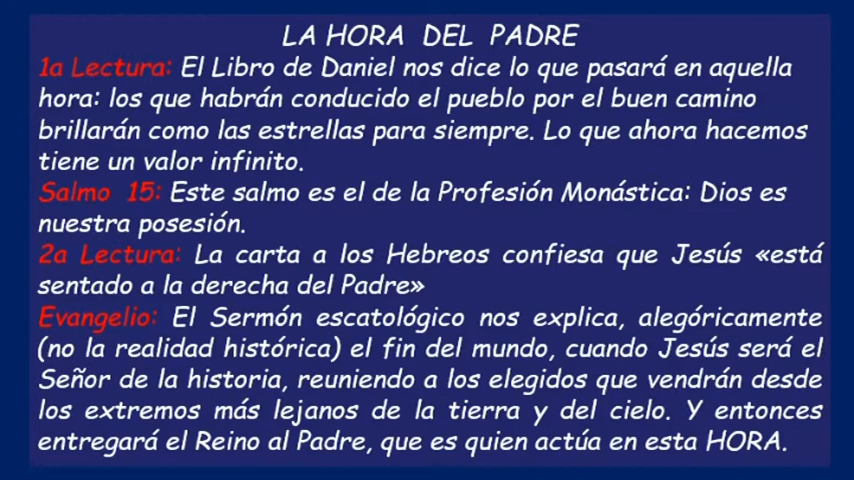 LA HORA DEL PADRE
1a Lectura: El Libro de Daniel nos dice lo que pasará en aquella
hora: los que habrán conducido el pueblo por el buen camino
brillarán como las estrellas para siempre. Lo que ahora hacemos
tiene un valor infinito.
Salmo 15: Este salmo es el de la Profesión Monástica: Dios es
nuestra posesión.
2a Lectura: La carta a los Hebreos confiesa que Jesús «está
sentado a la derecha del Padre»
Evangelio: El Sermón escatológico nos explica, alegóricamente
(no la realidad histórica) el fin del mundo, cuando Jesús será el
Señor de la historia, reuniendo a los elegidos que vendrán desde
los extremos más lejanos de la tierra y del cielo. Y entonces
entregará el Reino al Padre, que es quien actúa en esta HORA.